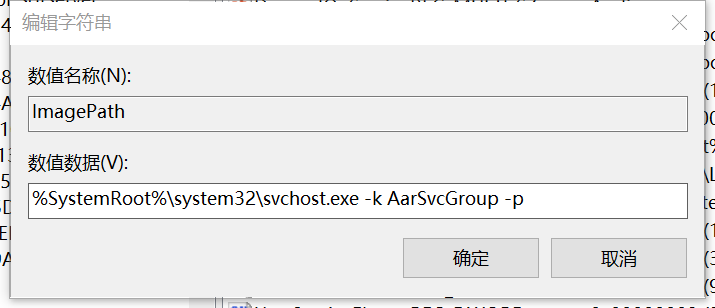 编辑字符串
数值名称(N):
ImagePath
数值数据(V):
%SystemRoot%\system32\svchost.exe -k AarSvcGroup -p
确定
取消